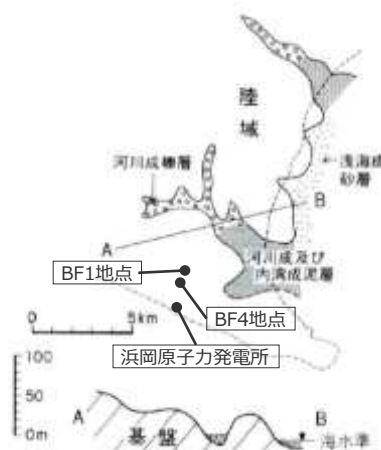 陸
域
河川成礫層
浅海成
砂層
B
A
河川成及び
内湾成泥層
BF1地点
BF4地点
0 5km
浜岡原子力発電所
100
50
0m
A
B
基盤
海水準